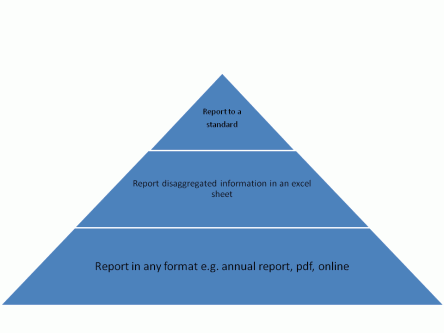 Report to a
standard
Report disaggregated information in an excel
sheet
Report in any format e.g. annual report, pdf, online